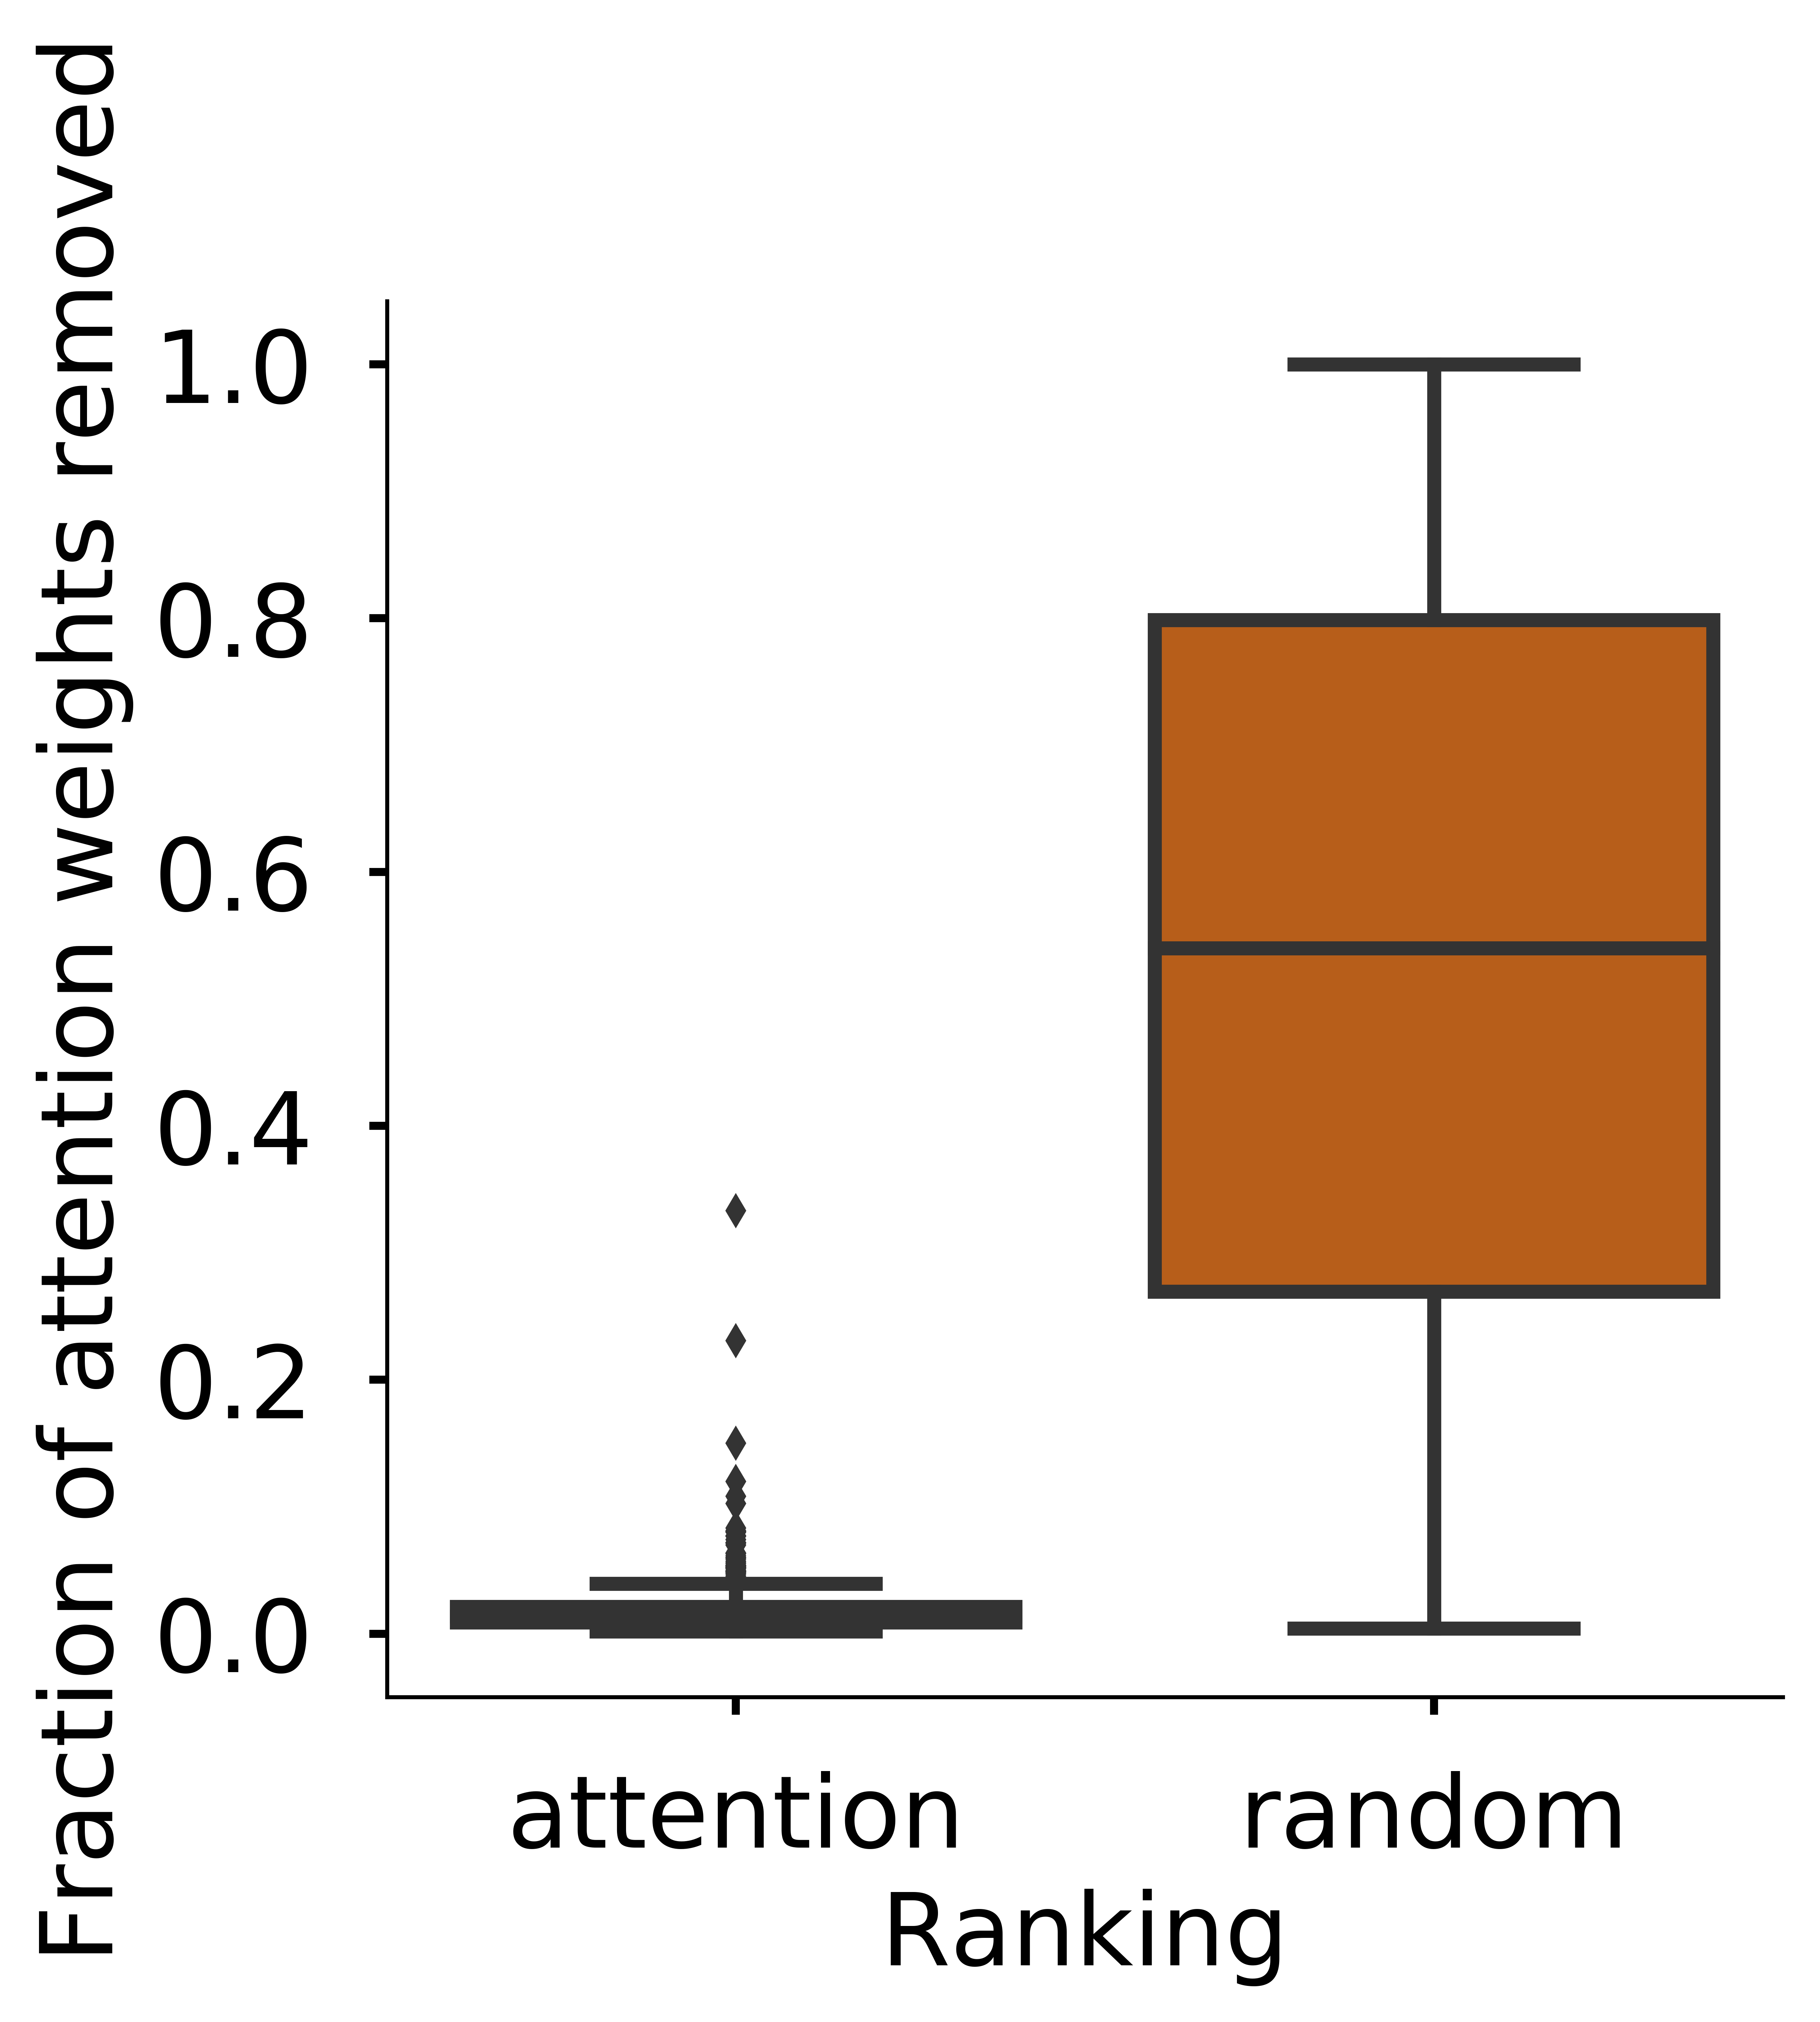 Fraction of attention weights removed
1.0
0.8
0.6
0.4
0.2
0.0
attention random
Ranking